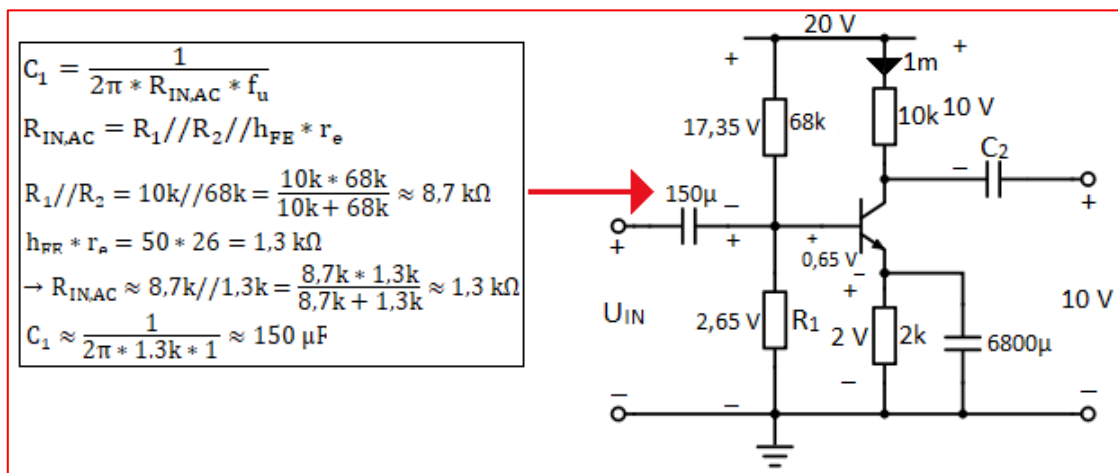 C₁ = 1 / (2π * R_IN,AC * f_u)
R_IN,AC = R₁//R₂//h_FE * r_e
R₁//R₂ = 10k//68k = (10k * 68k) / (10k + 68k) ≈ 8,7 kΩ
h_FE * r_e = 50 * 26 = 1,3 kΩ
→ R_IN,AC ≈ 8,7k//1,3k = (8,7k * 1,3k) / (8,7k + 1,3k) ≈ 1,3 kΩ
C₁ ≈ 1 / (2π * 1.3k * 1) ≈ 150 µF
20 V
+
+
1m
17,35 V
68k
10k
10 V
150µ
−
−
C₂
+
+
+
+
0,65 V
−
+
U_IN
2,65 V
R₁
2 V
2k
6800µ
10 V
−
−
−
−